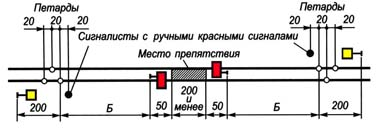 Петарды
Петарды
20 20
20 20
Сигналисты с ручными красными сигналами
20
20
Место препятствия
200
Б
50
200
и
менее
50
Б
200